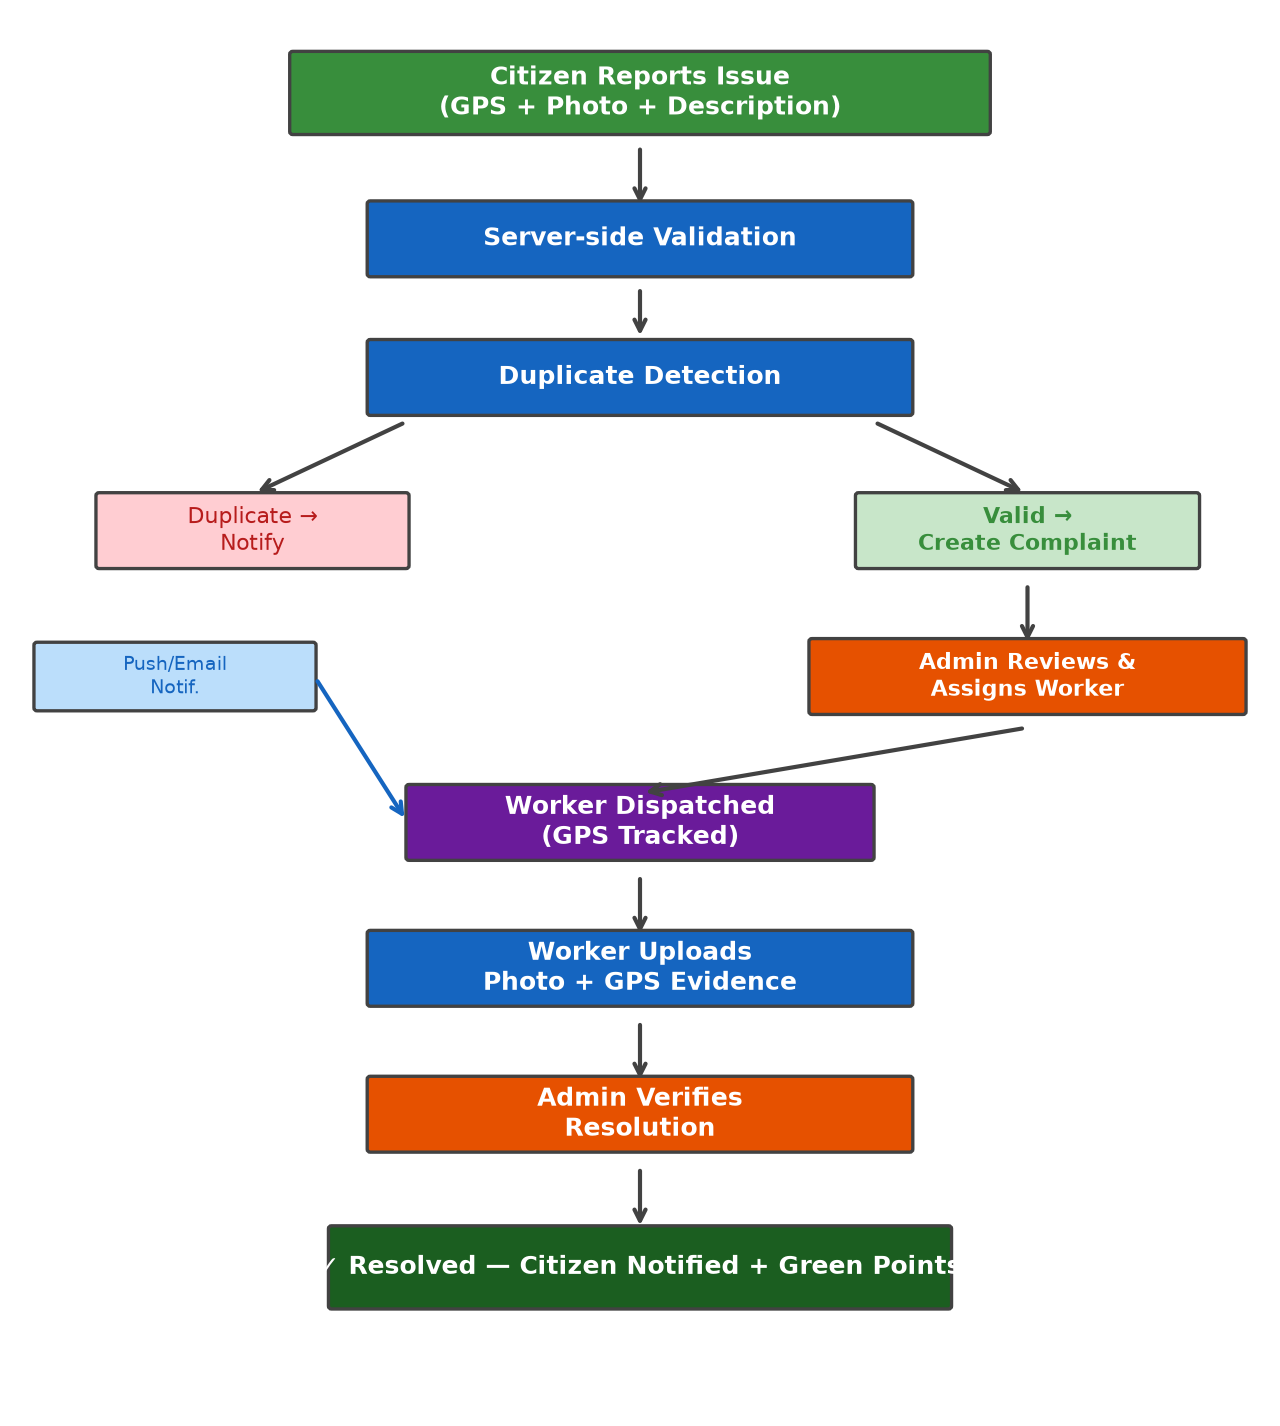 Citizen Reports Issue
(GPS + Photo + Description)
Server-side Validation
Duplicate Detection
Duplicate →
Notify
Valid →
Create Complaint
Push/Email
Notif.
Admin Reviews &
Assigns Worker
Worker Dispatched
(GPS Tracked)
Worker Uploads
Photo + GPS Evidence
Admin Verifies
Resolution
✓ Resolved — Citizen Notified + Green Points